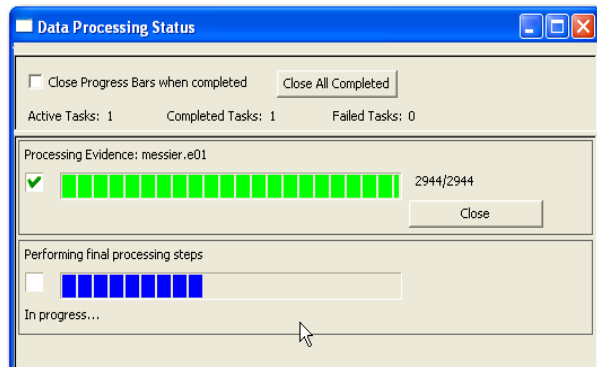 Data Processing Status
Close Progress Bars when completed Close All Completed
Active Tasks: 1 Completed Tasks: 1 Failed Tasks: 0
Processing Evidence: messier.e01
2944/2944
Close
Performing final processing steps
In progress...